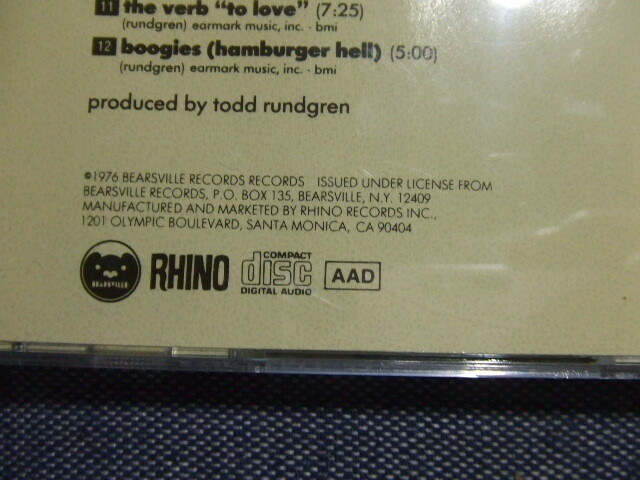 11 the verb "to love" (7:25)
(rundgren) earmark music, inc. - bmi
12 boogies (hamburger hell) (5:00)
(rundgren) earmark music, inc. - bmi
produced by todd rundgren
©1976 BEARSVILLE RECORDS RECORDS ISSUED UNDER LICENSE FROM
BEARSVILLE RECORDS, P.O. BOX 135, BEARSVILLE, N.Y. 12409
MANUFACTURED AND MARKETED BY RHINO RECORDS INC.,
1201 OLYMPIC BOULEVARD, SANTA MONICA, CA 90404
BEARSVILLE RHINO COMPACT disc DIGITAL AUDIO AAD